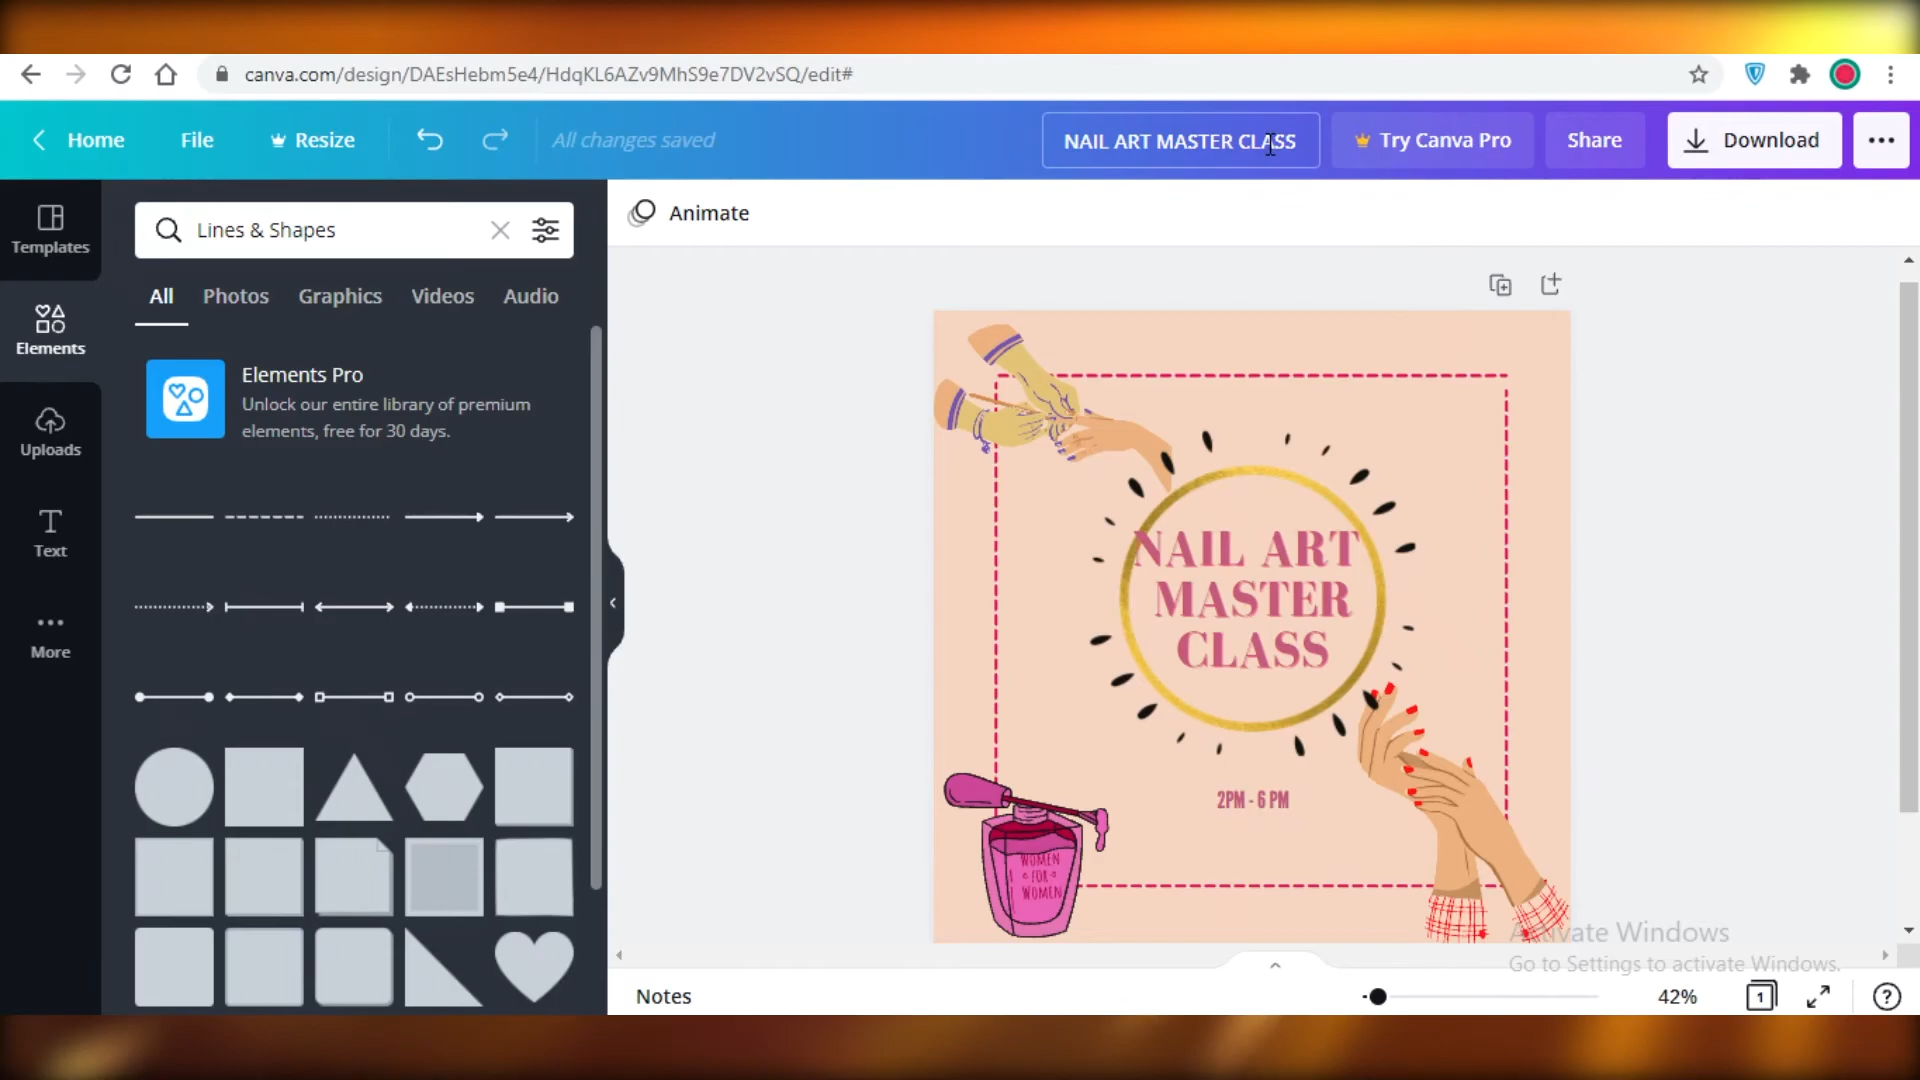 canva.com/design/DAEsHebm5e4/HdqKL6AZv9MhS9e7DV2vSQ/edit#
Home File Resize All changes saved NAIL ART MASTER CLASS Try Canva Pro Share Download
Templates
Elements
Uploads
Text
More
Lines & Shapes
All Photos Graphics Videos Audio
Elements Pro
Unlock our entire library of premium
elements, free for 30 days.
Animate
NAIL ART
MASTER
CLASS
2PM - 6 PM
WOMEN
FOR
WOMEN
Activate Windows
Go to Settings to activate Windows.
Notes 42% 1 ?